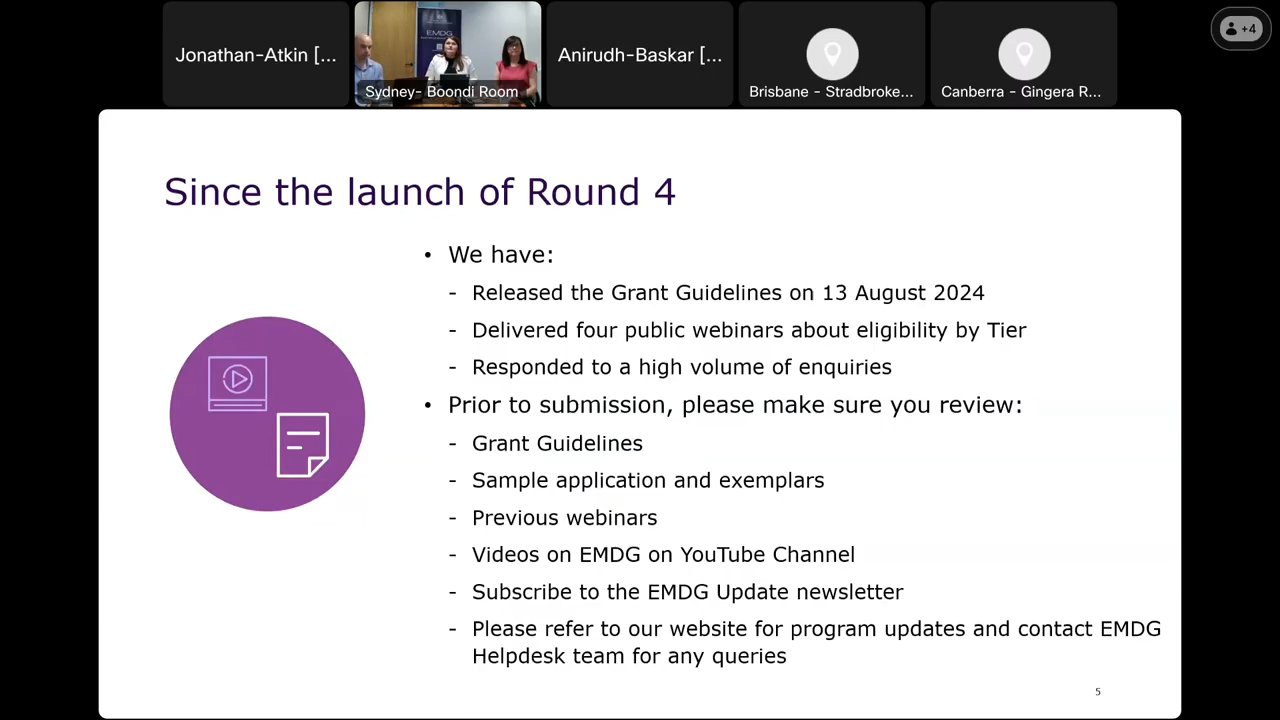 Jonathan-Atkin [...
EMDG
Sydney- Boondi Room
Anirudh-Baskar [...
Brisbane - Stradbroke...
Canberra - Gingera R...
+4
Since the launch of Round 4
• We have:
- Released the Grant Guidelines on 13 August 2024
- Delivered four public webinars about eligibility by Tier
- Responded to a high volume of enquiries
• Prior to submission, please make sure you review:
- Grant Guidelines
- Sample application and exemplars
- Previous webinars
- Videos on EMDG on YouTube Channel
- Subscribe to the EMDG Update newsletter
- Please refer to our website for program updates and contact EMDG
Helpdesk team for any queries
5